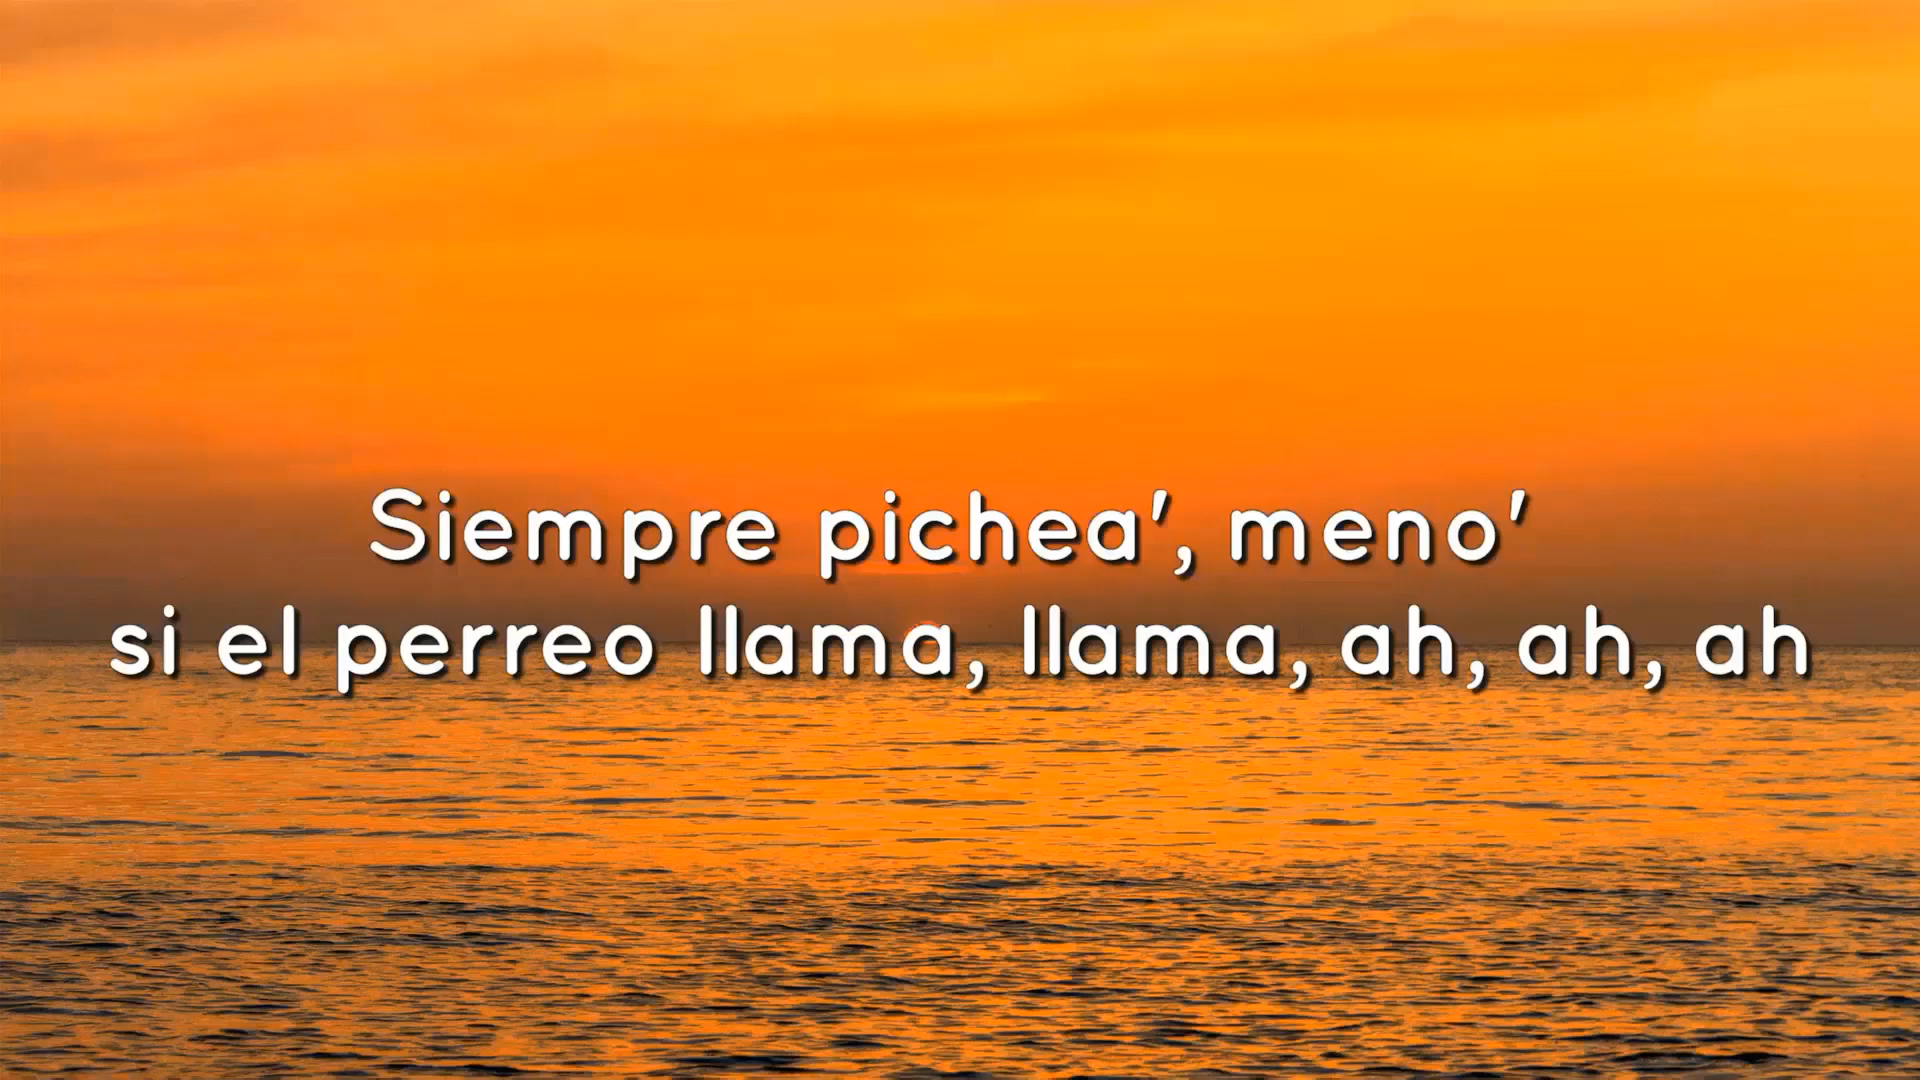 Siempre pichea', meno'
si el perreo llama, llama, ah, ah, ah